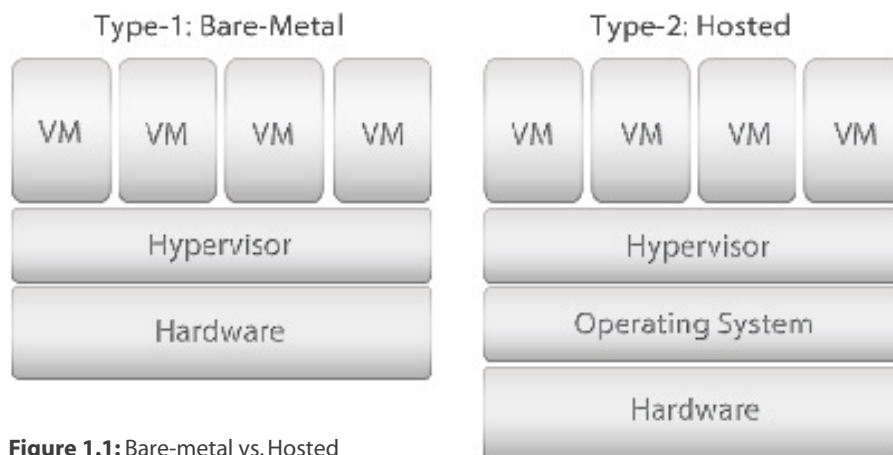 Type-1: Bare-Metal
VM VM VM VM
Hypervisor
Hardware
Figure 1.1: Bare-metal vs. Hosted
Type-2: Hosted
VM VM VM VM
Hypervisor
Operating System
Hardware